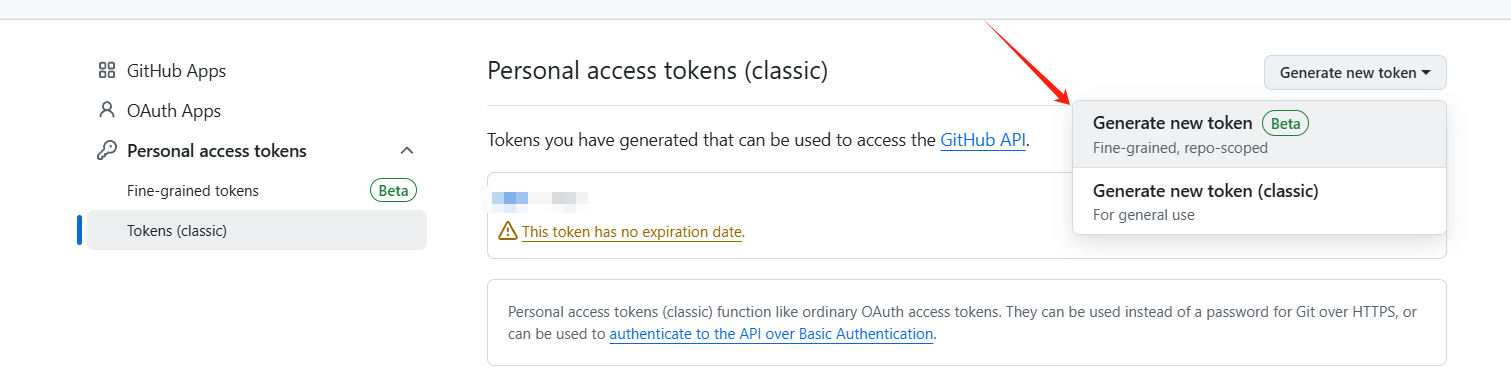 GitHub Apps
OAuth Apps
Personal access tokens
Fine-grained tokens
Beta
Tokens (classic)
Personal access tokens (classic)
Generate new token
Generate new token
Beta
Fine-grained, repo-scoped
Generate new token (classic)
For general use
Tokens you have generated that can be used to access the GitHub API.
This token has no expiration date.
Personal access tokens (classic) function like ordinary OAuth access tokens. They can be used instead of a password for Git over HTTPS, or
can be used to authenticate to the API over Basic Authentication.